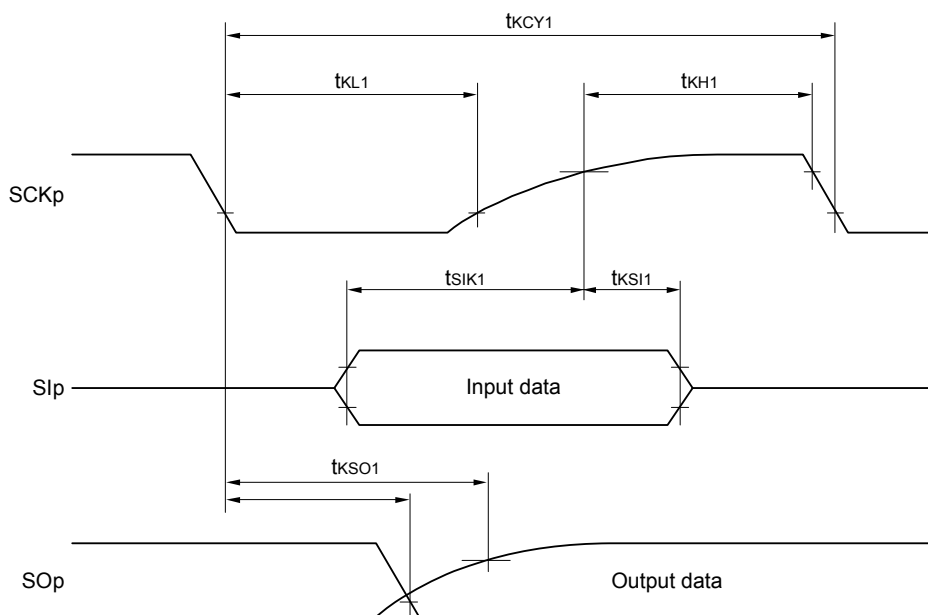 tKCY1
tKL1
tKH1
SCKp
tSIK1
tKSI1
SIp
Input data
tKSO1
SOp
Output data